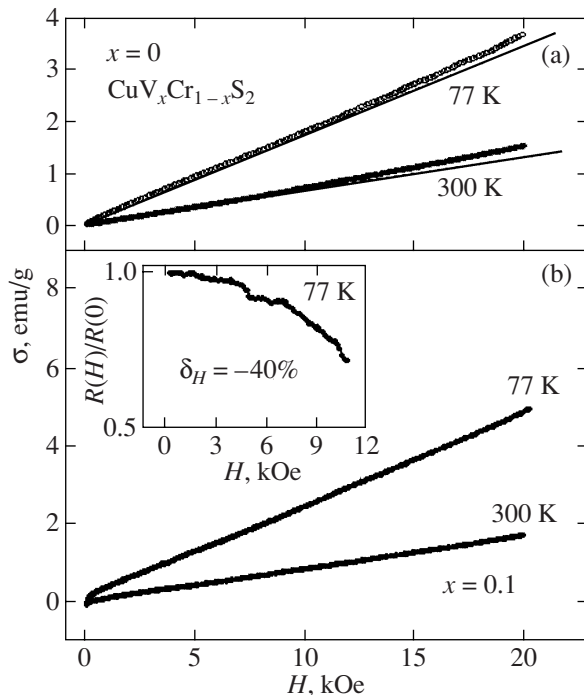 4
3
2
1
0
x = 0
CuVₓCr₁₋ₓS₂
(a)
77 K
300 K
σ, emu/g
8
6
4
2
0
(b)
1.0
0.5
R(H)/R(0)
77 K
δ_H = –40%
0 3 6 9 12
H, kOe
77 K
300 K
x = 0.1
0 5 10 15 20
H, kOe